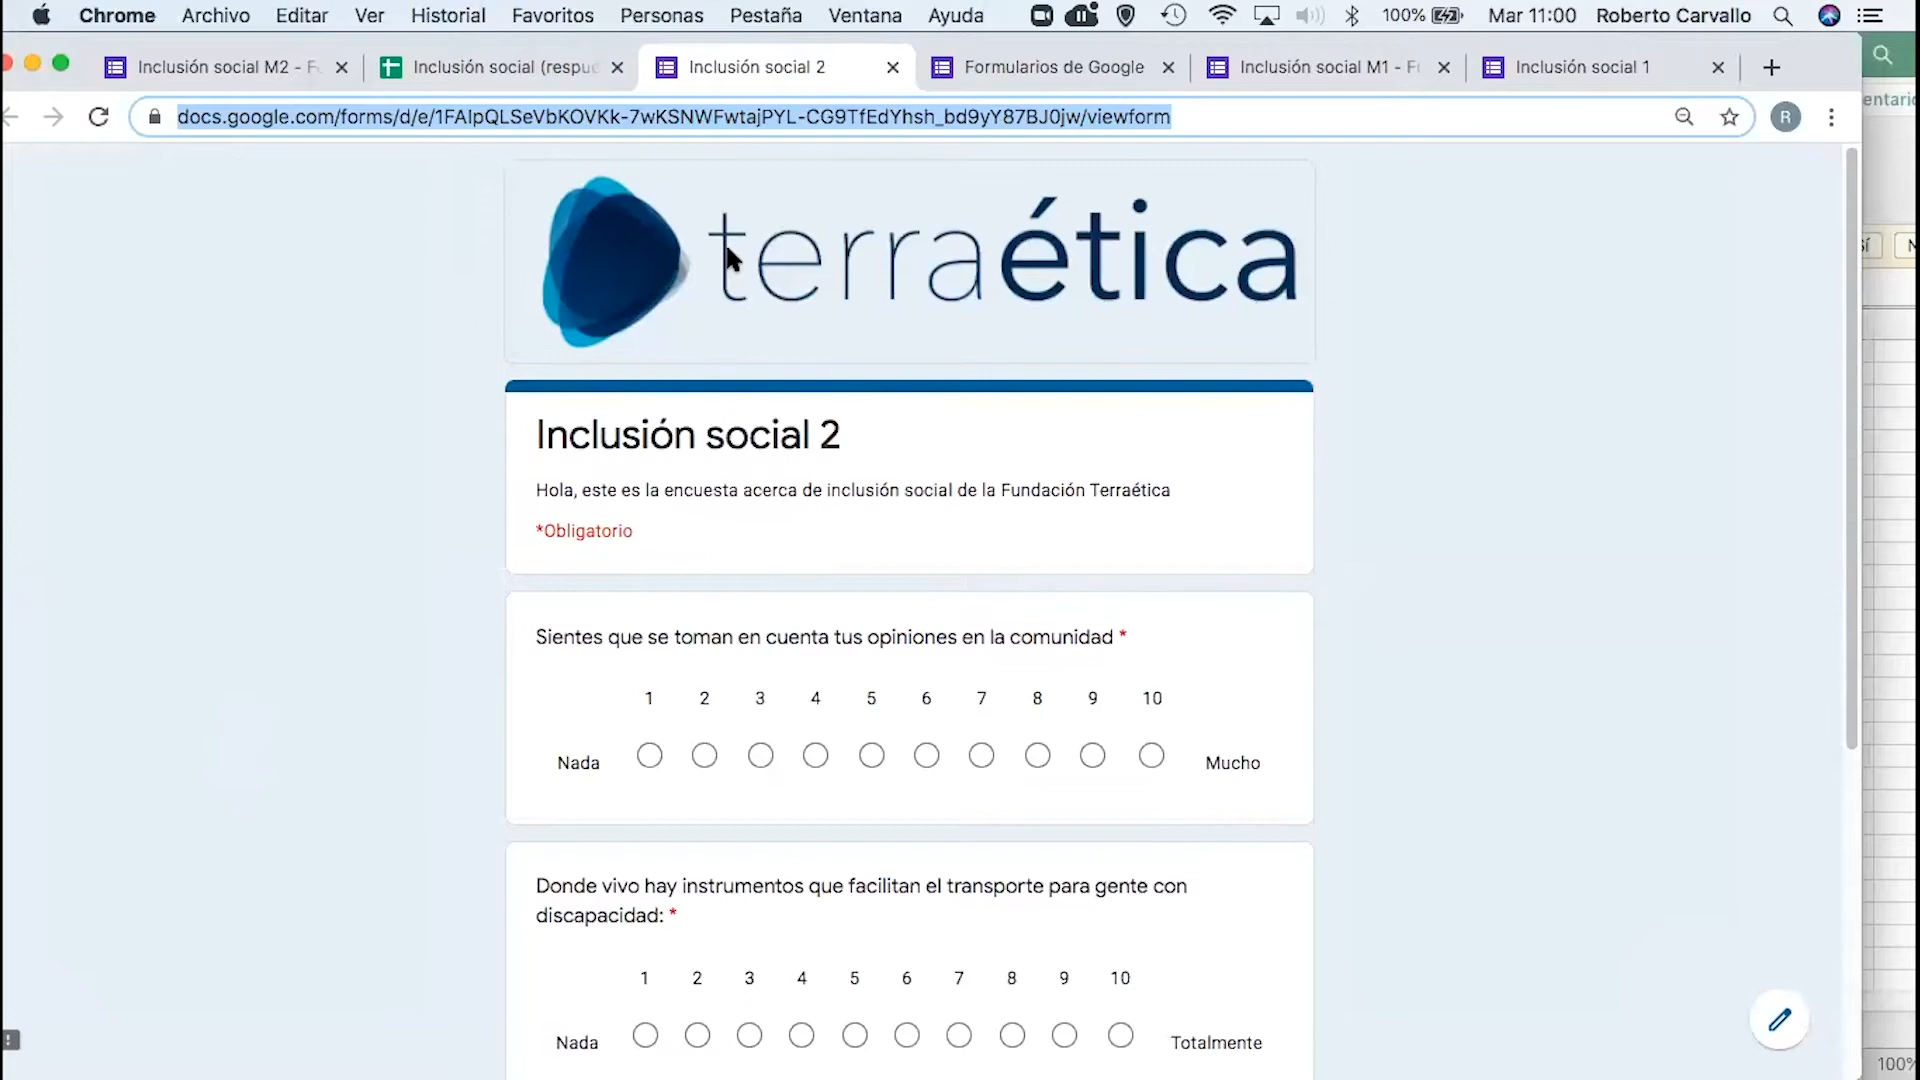 Chrome Archivo Editar Ver Historial Favoritos Personas Pestaña Ventana Ayuda 100% Mar 11:00 Roberto Carvallo
Inclusión social M2 - F Inclusión social (respue Inclusión social 2 Formularios de Google Inclusión social M1 - F Inclusión social 1
docs.google.com/forms/d/e/1FAIpQLSeVbKOVKk-7wKSNWFwtajPYL-CG9TfEdYhsh_bd9yY87BJ0jw/viewform R
entario
sí N
terraética
Inclusión social 2
Hola, este es la encuesta acerca de inclusión social de la Fundación Terraética
*Obligatorio
Sientes que se toman en cuenta tus opiniones en la comunidad *
1 2 3 4 5 6 7 8 9 10
Nada Mucho
Donde vivo hay instrumentos que facilitan el transporte para gente con
discapacidad: *
1 2 3 4 5 6 7 8 9 10
Nada Totalmente
100%